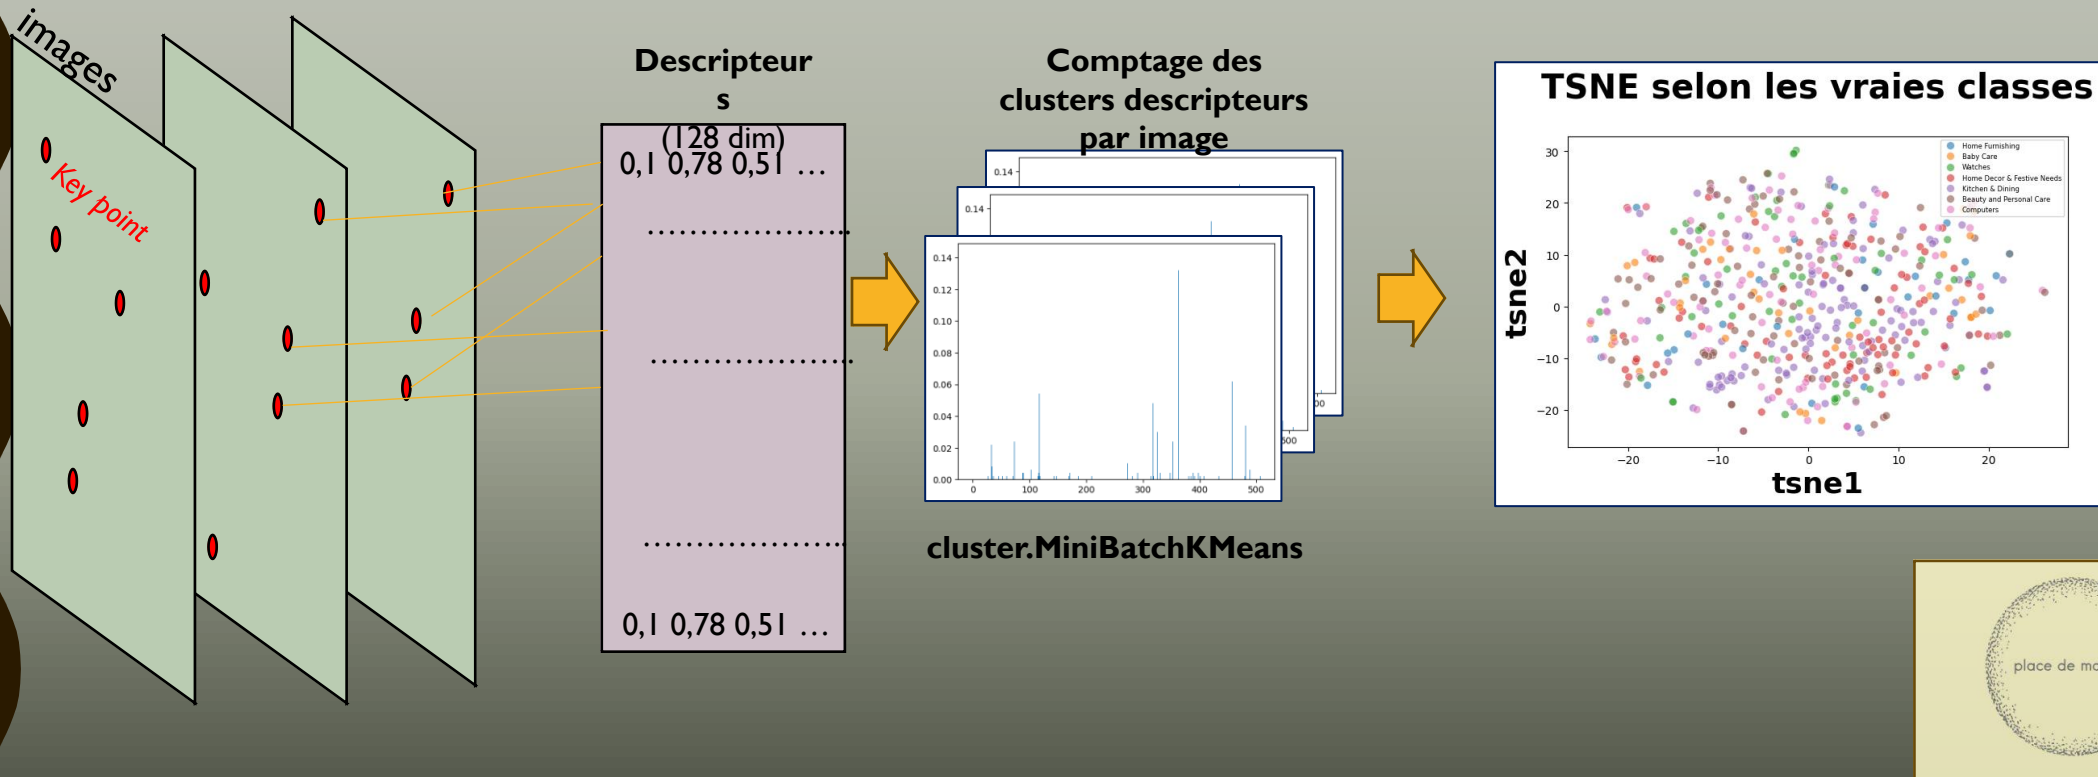 images
Key point
Descripteur
s
(128 dim)
0,1 0,78 0,51 …
……………………
……………………
……………………
0,1 0,78 0,51 …
Comptage des
clusters descripteurs
par image
0.14
0.14
0.14
0.12
0.10
0.08
0.06
0.04
0.02
0.00
0 100 200 300 400 500
cluster.MiniBatchKMeans
TSNE selon les vraies classes
Home Furnishing
Baby Care
Watches
Home Decor & Festive Needs
Kitchen & Dining
Beauty and Personal Care
Computers
30
20
10
0
−10
−20
−20 −10 0 10 20
tsne2
tsne1
place de